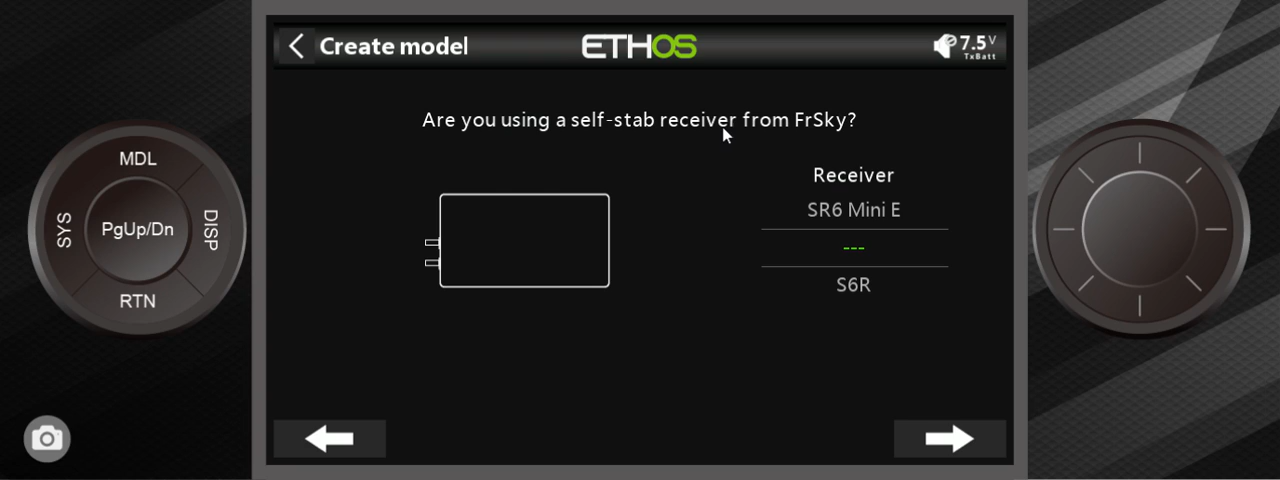 Create model
ETHOS
7.5V
TxBatt
Are you using a self-stab receiver from FrSky?
MDL
SYS
PgUp/Dn
DISP
RTN
Receiver
SR6 Mini E
---
S6R